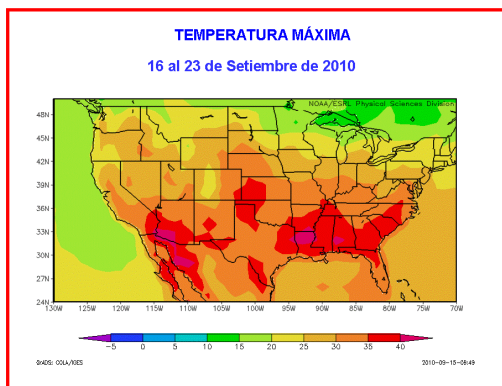 TEMPERATURA MÁXIMA
16 al 23 de Setiembre de 2010
NOAA/ESRL Physical Sciences Division
48N
45N
42N
39N
36N
33N
30N
27N
24N
130W 125W 120W 115W 110W 105W 100W 95W 90W 85W 80W 75W 70W
-5 0 5 10 15 20 25 30 35 40
GrADS: COLA/IGES 2010-09-15-08:49